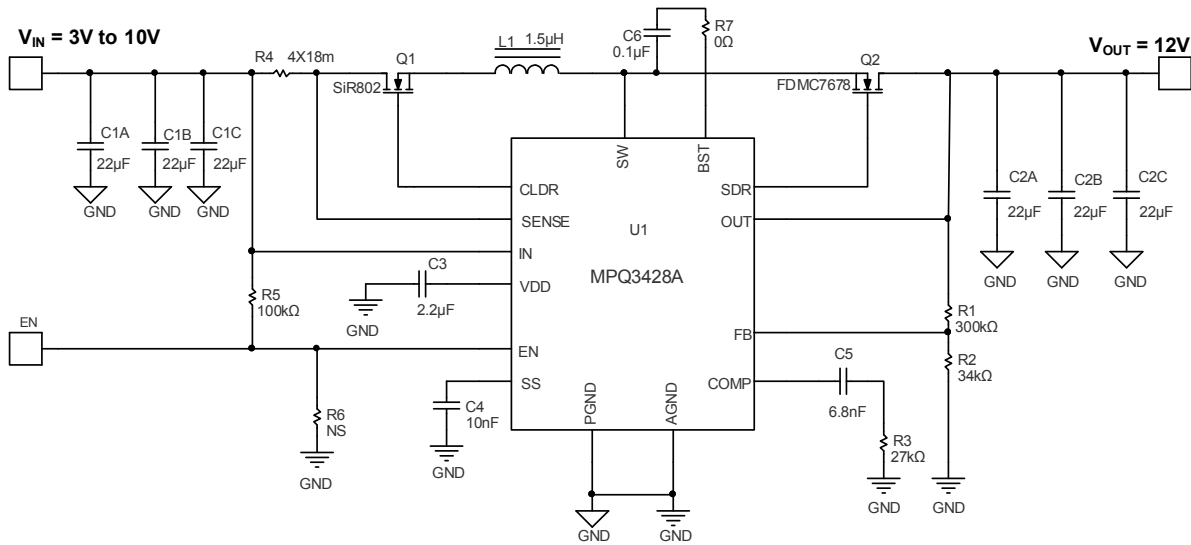 V_IN = 3V to 10V
R4 4X18m
Q1
SiR802
L1 1.5µH
C6
0.1µF
R7
0Ω
Q2
FDMC7678
V_OUT = 12V
C1A
22µF
GND
C1B
22µF
GND
C1C
22µF
GND
SW
BST
CLDR
SENSE
IN
VDD
EN
SS
SDR
OUT
FB
COMP
PGND
AGND
U1
MPQ3428A
C2A
22µF
GND
C2B
22µF
GND
C2C
22µF
GND
C3
2.2µF
GND
R5
100kΩ
EN
R1
300kΩ
R2
34kΩ
GND
C5
6.8nF
R3
27kΩ
GND
C4
10nF
GND
R6
NS
GND
GND
GND